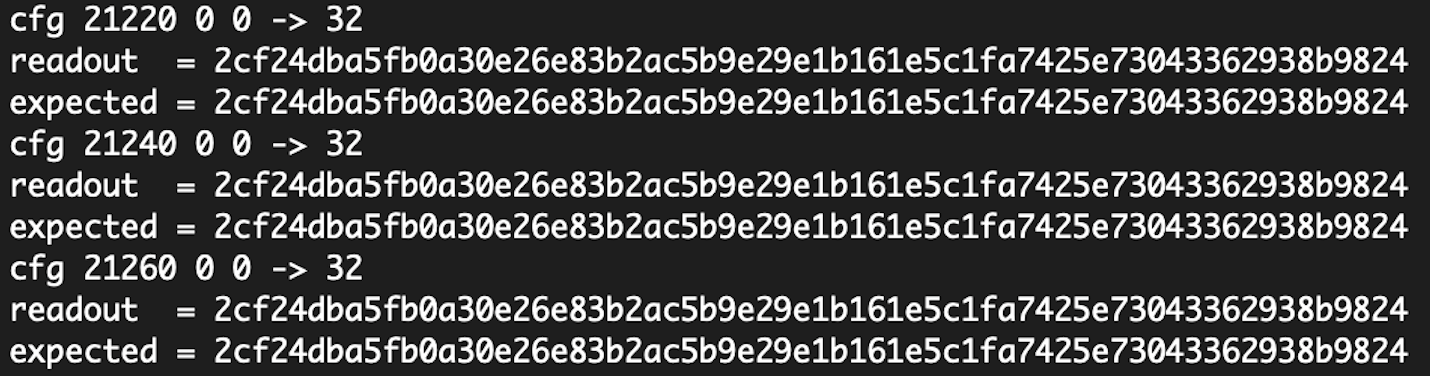 cfg 21220 0 0 -> 32
readout  = 2cf24dba5fb0a30e26e83b2ac5b9e29e1b161e5c1fa7425e73043362938b9824
expected = 2cf24dba5fb0a30e26e83b2ac5b9e29e1b161e5c1fa7425e73043362938b9824
cfg 21240 0 0 -> 32
readout  = 2cf24dba5fb0a30e26e83b2ac5b9e29e1b161e5c1fa7425e73043362938b9824
expected = 2cf24dba5fb0a30e26e83b2ac5b9e29e1b161e5c1fa7425e73043362938b9824
cfg 21260 0 0 -> 32
readout  = 2cf24dba5fb0a30e26e83b2ac5b9e29e1b161e5c1fa7425e73043362938b9824
expected = 2cf24dba5fb0a30e26e83b2ac5b9e29e1b161e5c1fa7425e73043362938b9824